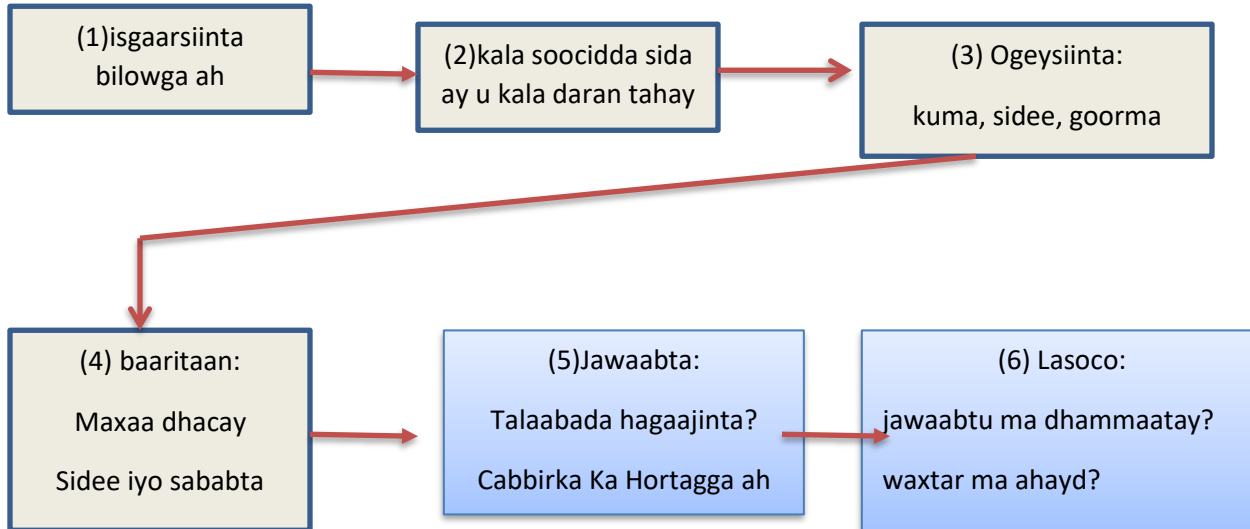 (1)isgaarsiinta
bilowga ah
(2)kala soocidda sida
ay u kala daran tahay
(3) Ogeysiinta:
kuma, sidee, goorma
(4) baaritaan:
Maxaa dhacay
Sidee iyo sababta
(5)Jawaabta:
Talaabada hagaajinta?
Cabbirka Ka Hortagga ah
(6) Lasoco:
jawaabtu ma dhammaatay?
waxtar ma ahayd?